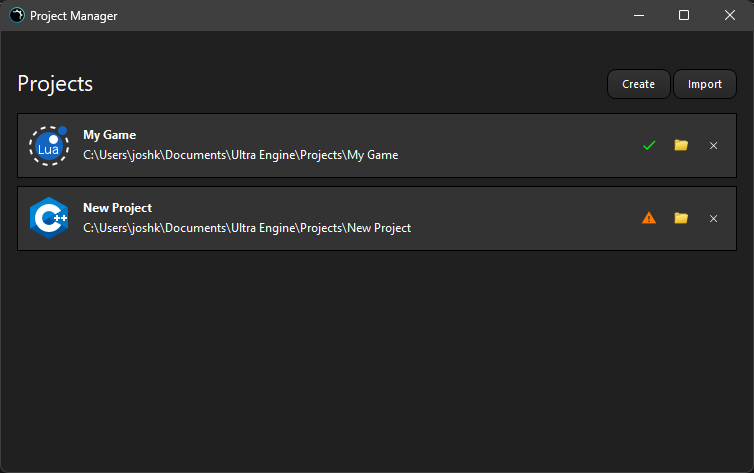 Project Manager
Projects
Create
Import
Lua
My Game
C:\Users\joshk\Documents\Ultra Engine\Projects\My Game
C++
New Project
C:\Users\joshk\Documents\Ultra Engine\Projects\New Project